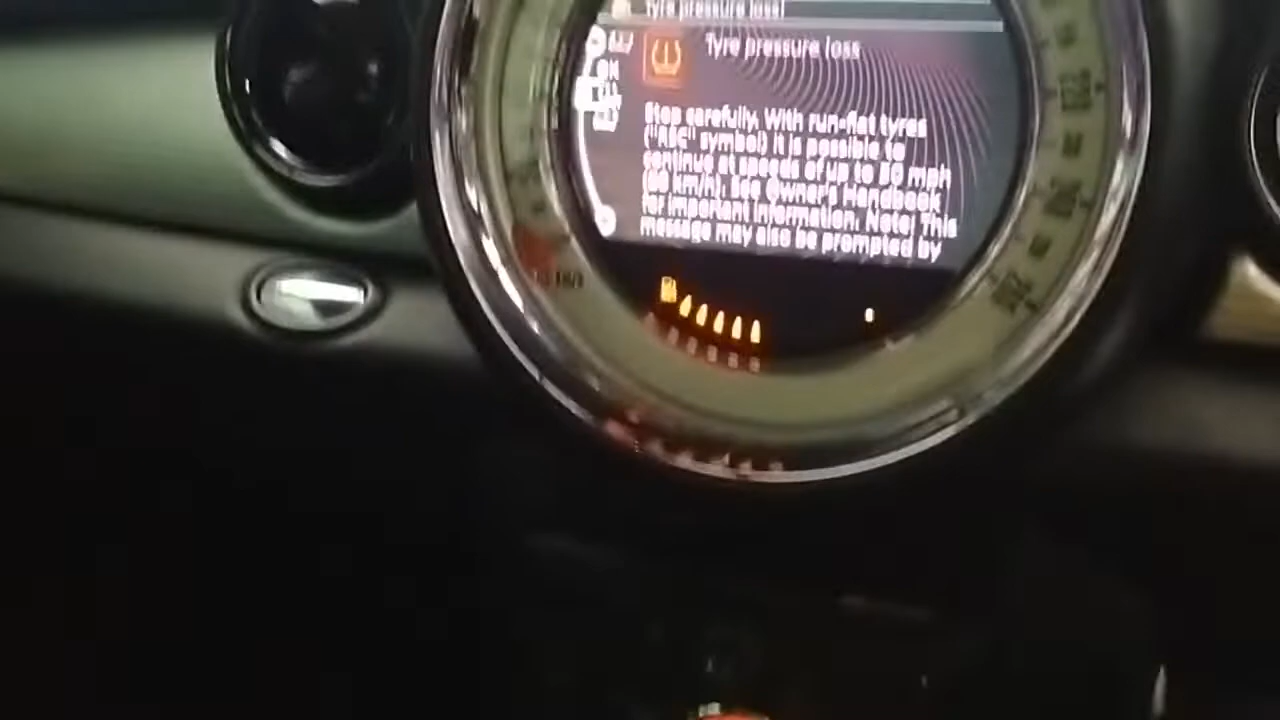 Tyre pressure loss!
Tyre pressure loss
Stop carefully. With run-flat tyres
("RSC" symbol) it is possible to
continue at speeds of up to 50 mph
(80 km/h). See Owner's Handbook
for important information. Note: This
message may also be prompted by